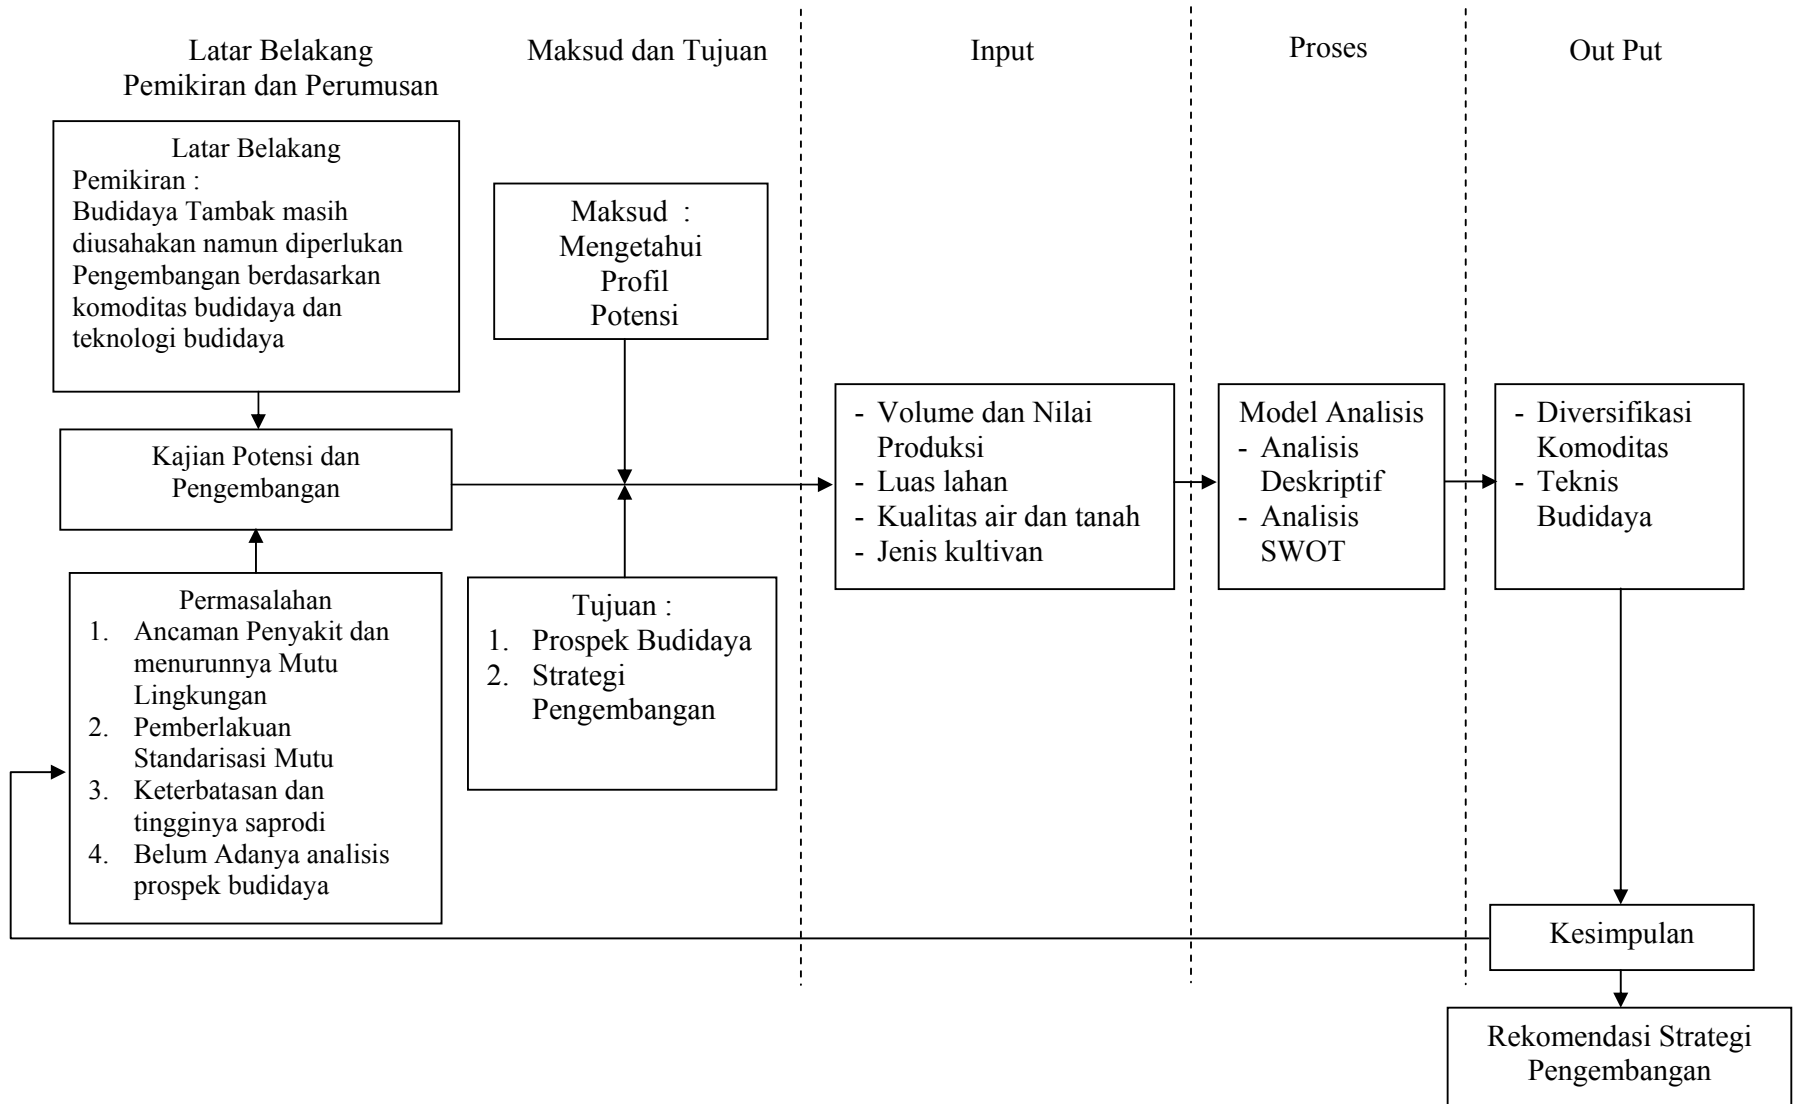 Latar Belakang
Pemikiran dan Perumusan
Maksud dan Tujuan
Input
Proses
Out Put
Latar Belakang
Pemikiran :
Budidaya Tambak masih
diusahakan namun diperlukan
Pengembangan berdasarkan
komoditas budidaya dan
teknologi budidaya
Kajian Potensi dan
Pengembangan
Permasalahan
1. Ancaman Penyakit dan
menurunnya Mutu
Lingkungan
2. Pemberlakuan
Standarisasi Mutu
3. Keterbatasan dan
tingginya saprodi
4. Belum Adanya analisis
prospek budidaya
Maksud :
Mengetahui
Profil
Potensi
Tujuan :
1. Prospek Budidaya
2. Strategi
Pengembangan
- Volume dan Nilai
Produksi
- Luas lahan
- Kualitas air dan tanah
- Jenis kultivan
Model Analisis
- Analisis
Deskriptif
- Analisis
SWOT
- Diversifikasi
Komoditas
- Teknis
Budidaya
Kesimpulan
Rekomendasi Strategi
Pengembangan